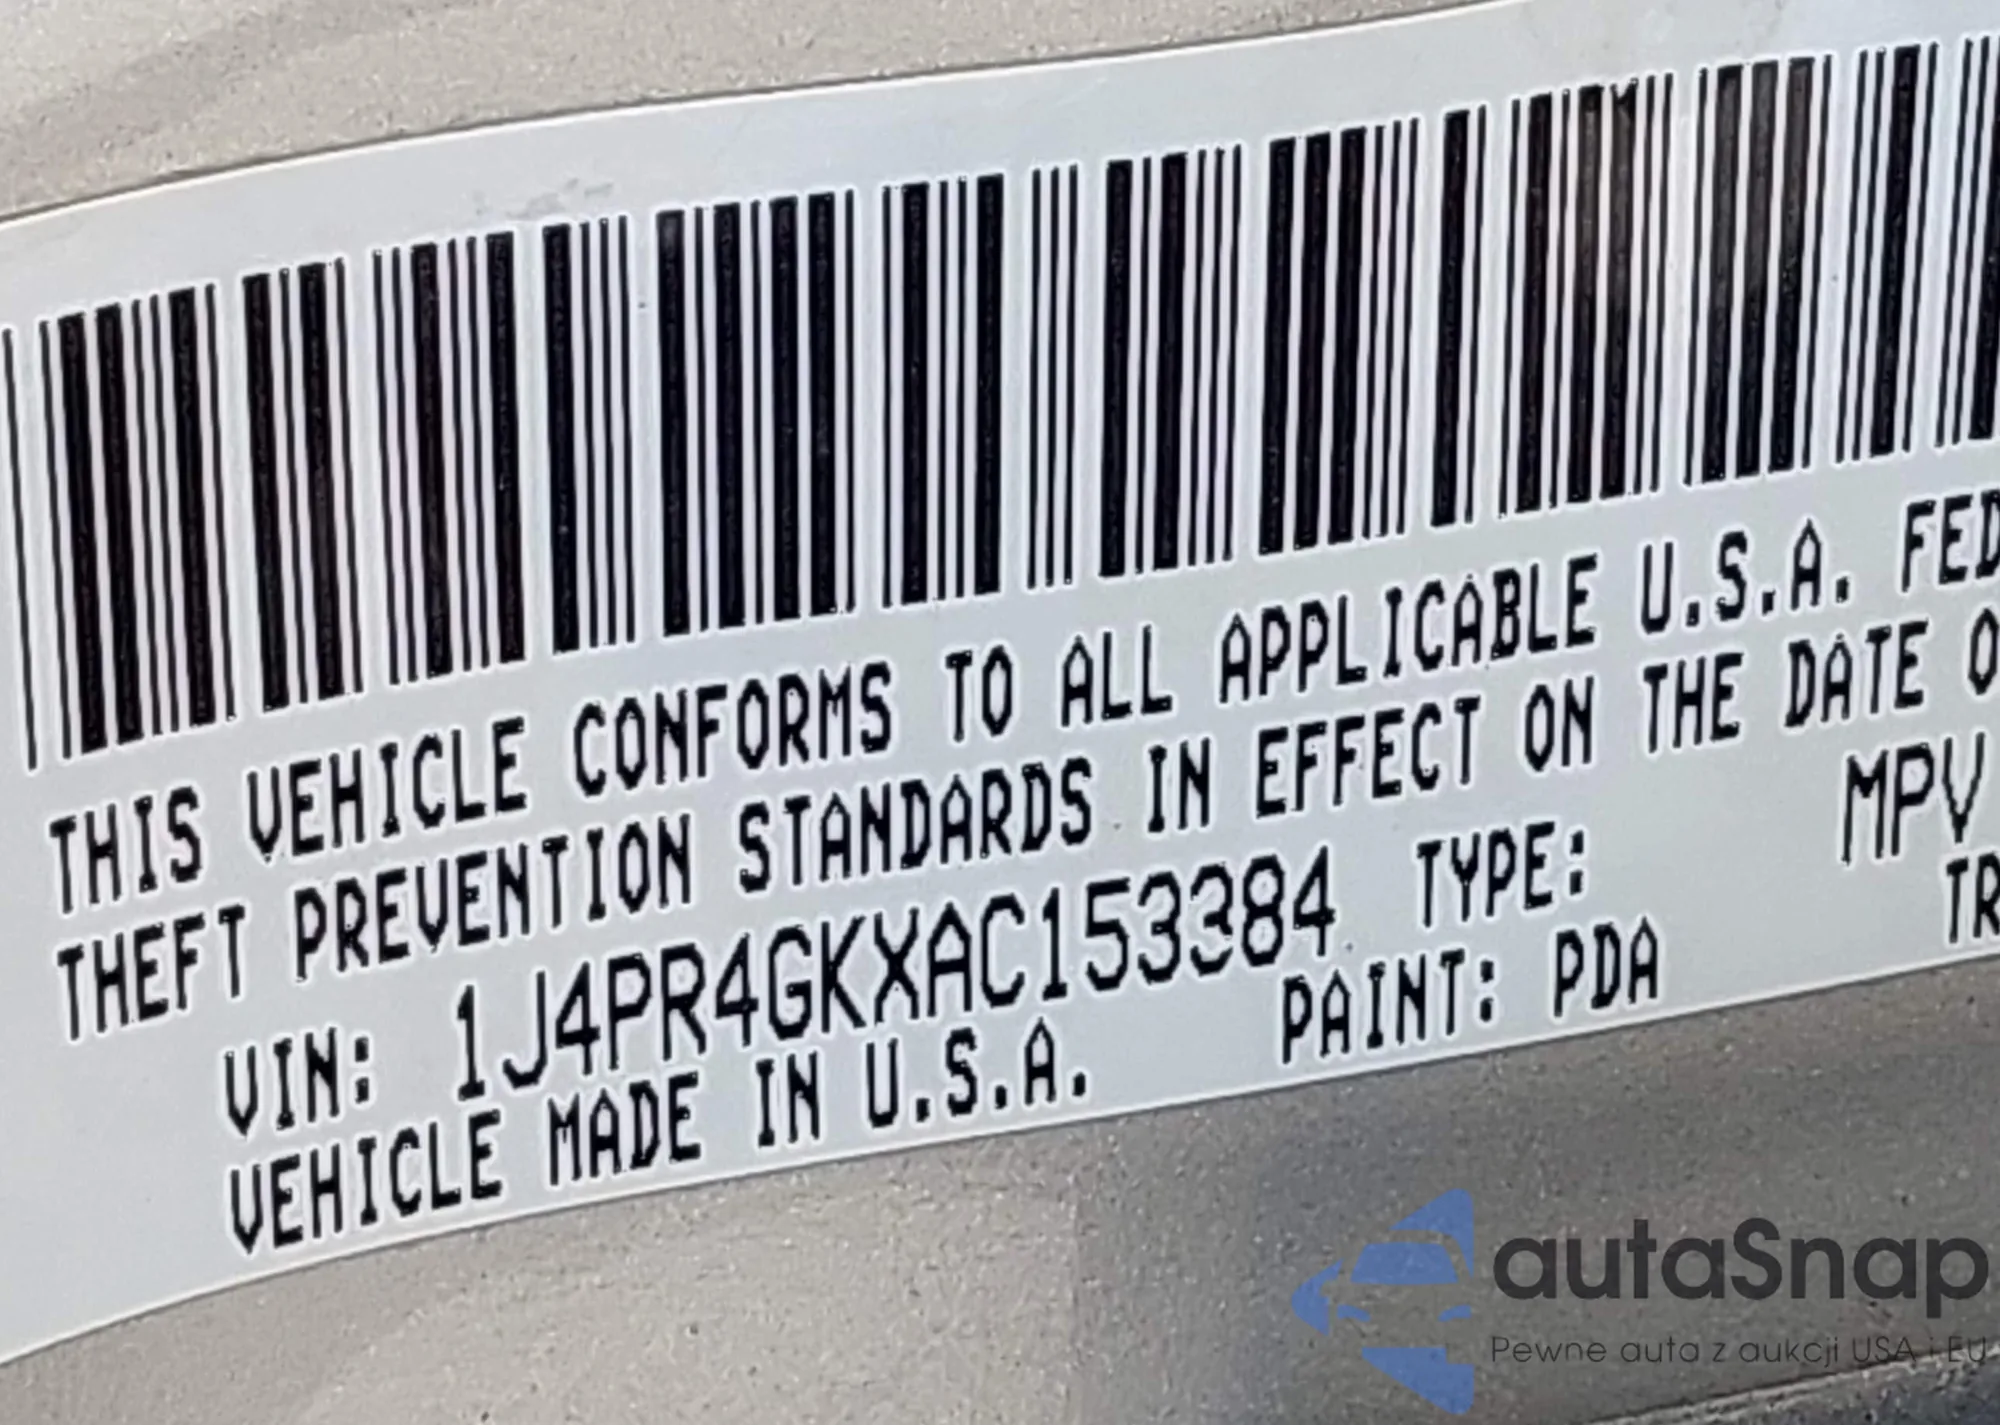 THIS VEHICLE CONFORMS TO ALL APPLICABLE U.S.A. FED
THEFT PREVENTION STANDARDS IN EFFECT ON THE DATE O
VIN: 1J4PR4GKXAC153384 TYPE: MPV
VEHICLE MADE IN U.S.A. PAINT: PDA TR
autaSnap
Pewne auta z aukcji USA i EU